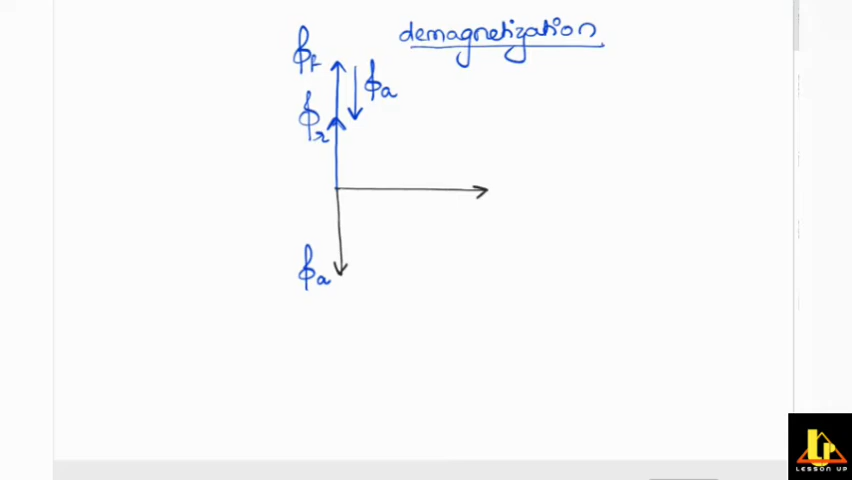 demagnetization
ϕf
ϕa
ϕr
ϕa
LESSON UP